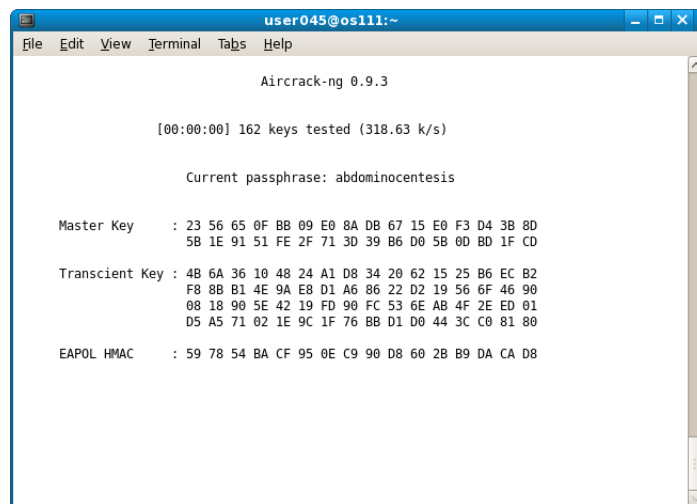 user045@os111:~
File Edit View Terminal Tabs Help
Aircrack-ng 0.9.3
[00:00:00] 162 keys tested (318.63 k/s)
Current passphrase: abdominocentesis
Master Key : 23 56 65 0F BB 09 E0 8A DB 67 15 E0 F3 D4 3B 8D
5B 1E 91 51 FE 2F 71 3D 39 B6 D0 5B 0D BD 1F CD
Transcient Key : 4B 6A 36 10 48 24 A1 D8 34 20 62 15 25 B6 EC B2
F8 8B B1 4E 9A E8 D1 A6 86 22 D2 19 56 6F 46 90
08 18 90 5E 42 19 FD 90 FC 53 6E AB 4F 2E ED 01
D5 A5 71 02 1E 9C 1F 76 BB D1 D0 44 3C C0 81 80
EAPOL HMAC : 59 78 54 BA CF 95 0E C9 90 D8 60 2B B9 DA CA D8